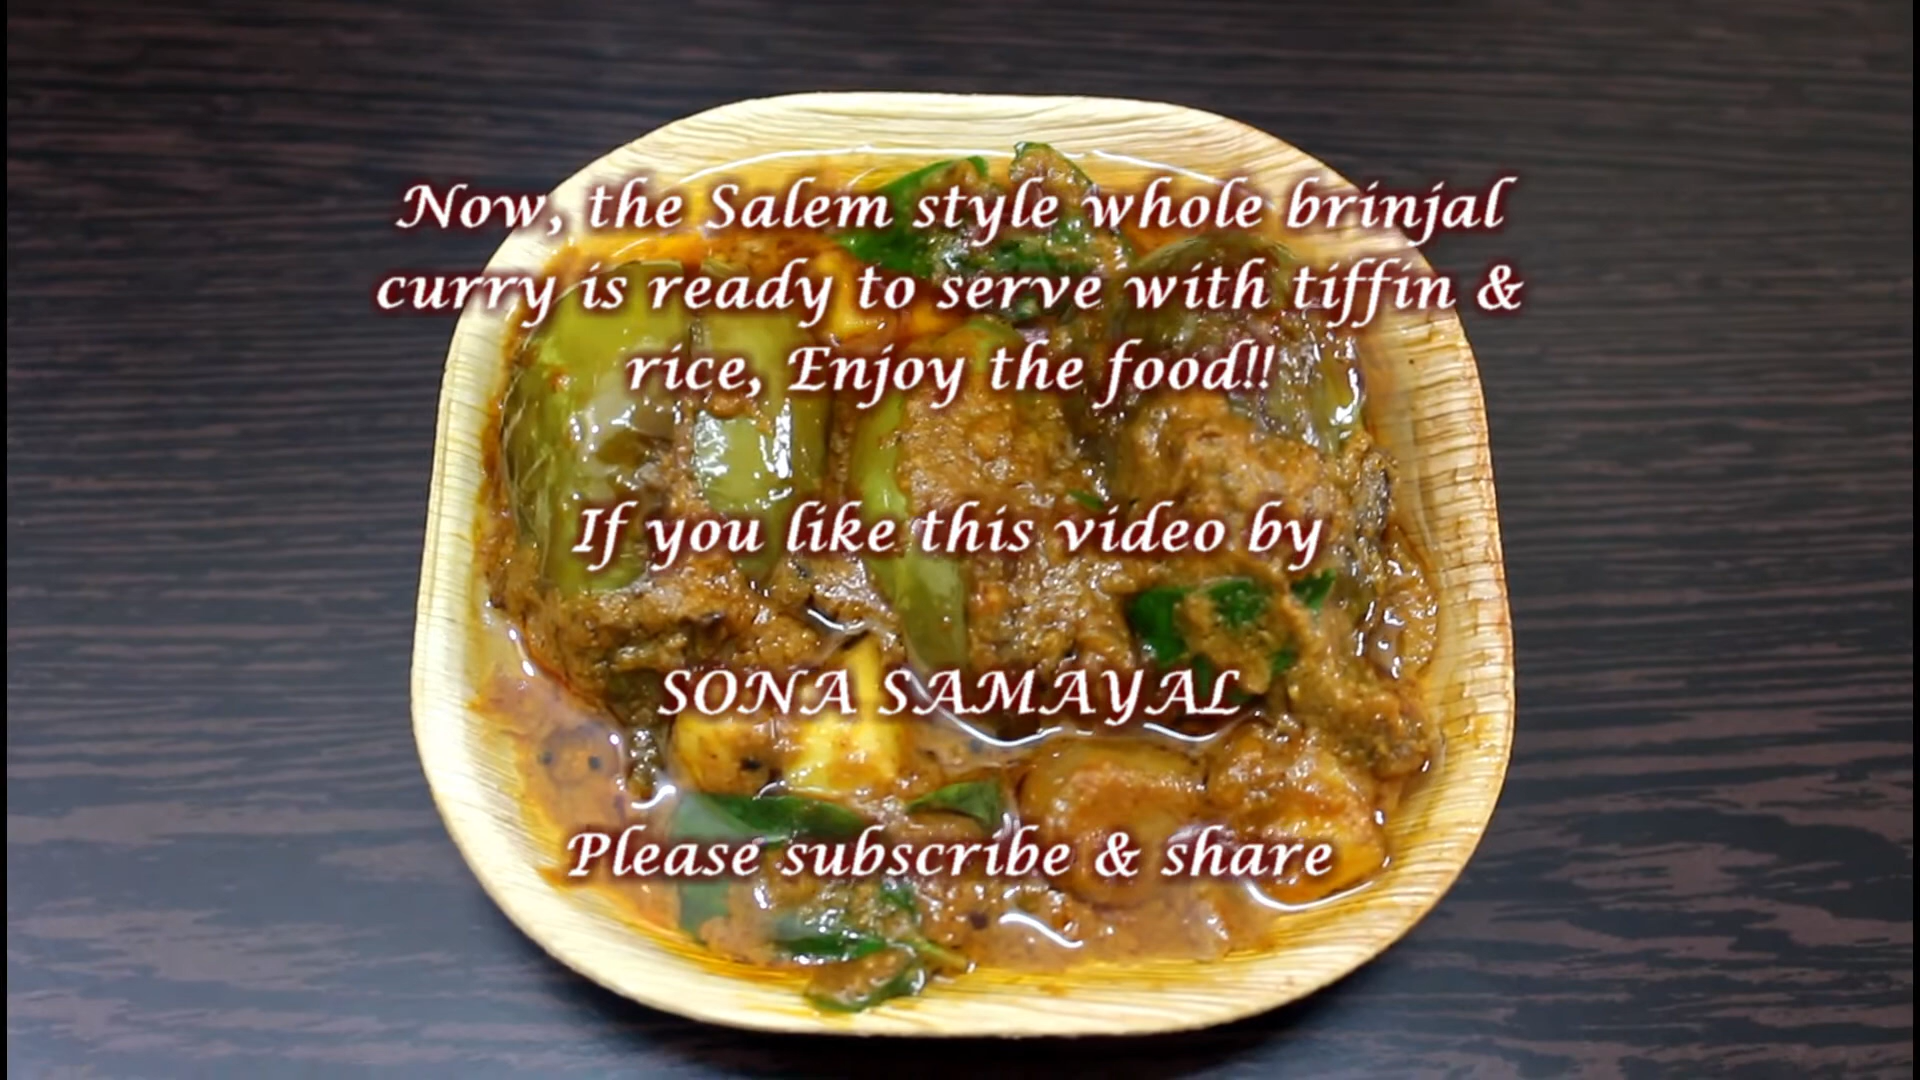 Now, the Salem style whole brinjal
curry is ready to serve with tiffin &
rice, Enjoy the food!!
If you like this video by
SONA SAMAYAL
Please subscribe & share